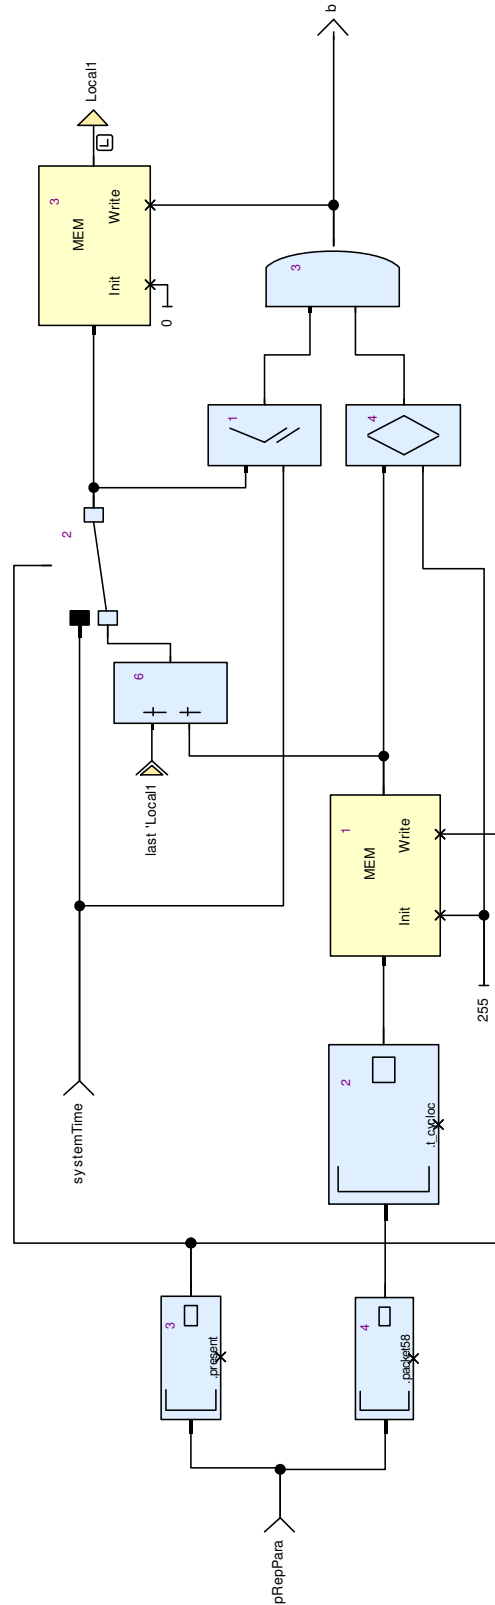 pRepPara
3
.present
4
.packet58
systemTime
2
.t_cycloc
255
1
MEM
Init Write
last 'Local1
6
+
+
2
1
4
3
0
3
MEM
Init Write
L
Local1
b